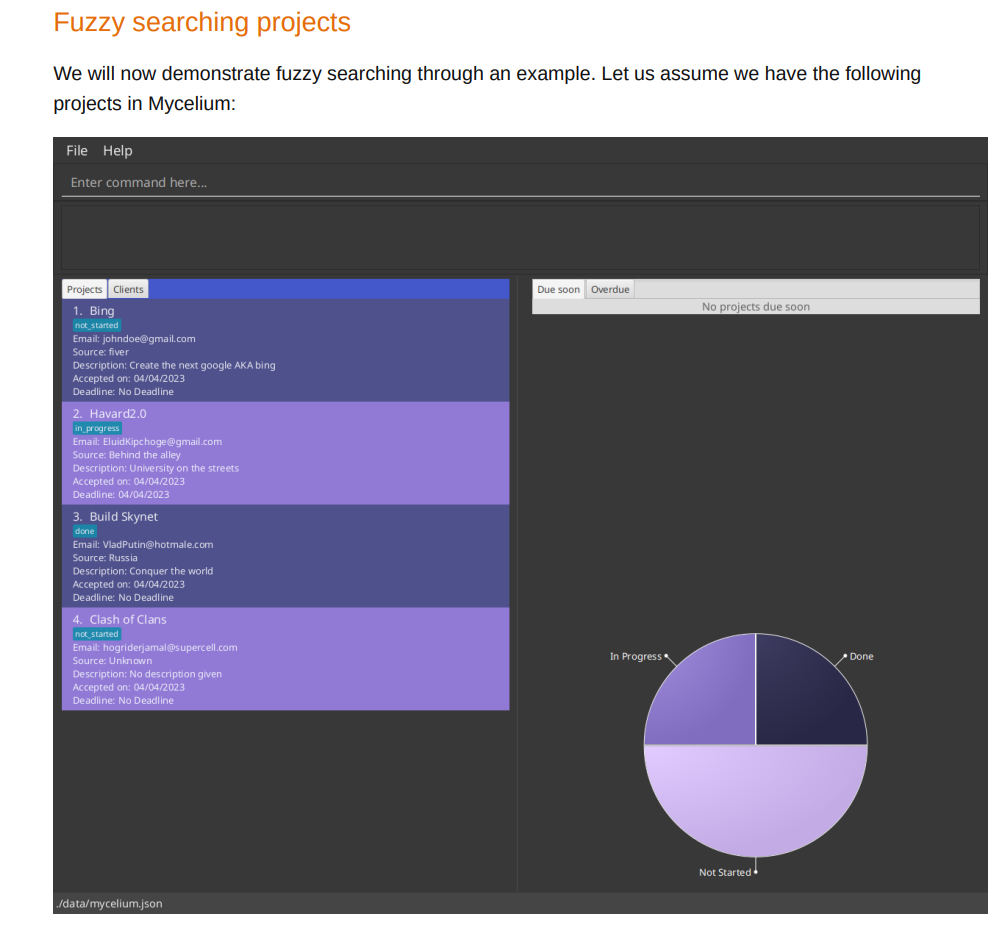 Fuzzy searching projects
We will now demonstrate fuzzy searching through an example. Let us assume we have the following
projects in Mycelium:
File Help
Enter command here...
Projects Clients
1. Bing
not_started
Email: johndoe@gmail.com
Source: fiver
Description: Create the next google AKA bing
Accepted on: 04/04/2023
Deadline: No Deadline
2. Havard2.0
in_progress
Email: EluidKipchoge@gmail.com
Source: Behind the alley
Description: University on the streets
Accepted on: 04/04/2023
Deadline: 04/04/2023
3. Build Skynet
done
Email: VladPutin@hotmale.com
Source: Russia
Description: Conquer the world
Accepted on: 04/04/2023
Deadline: No Deadline
4. Clash of Clans
not_started
Email: hogriderjamal@supercell.com
Source: Unknown
Description: No description given
Accepted on: 04/04/2023
Deadline: No Deadline
Due soon Overdue
No projects due soon
In Progress
Done
Not Started
./data/mycelium.json